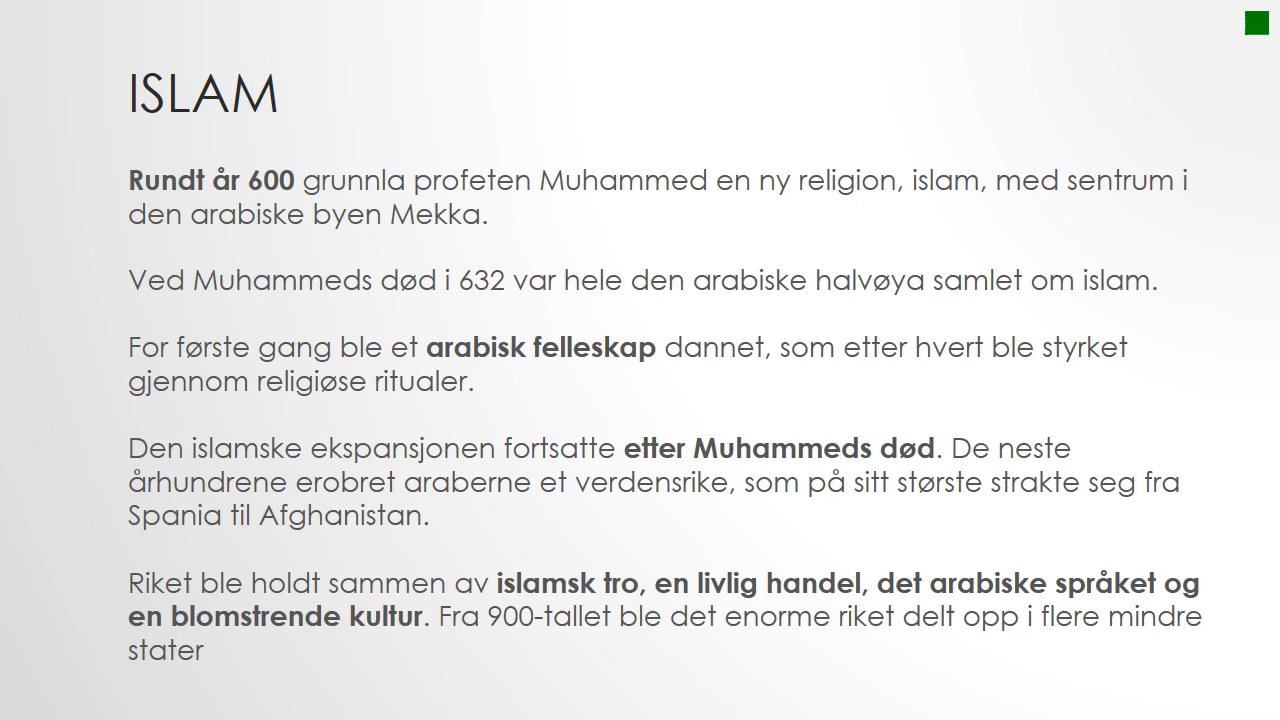 ISLAM
Rundt år 600 grunnla profeten Muhammed en ny religion, islam, med sentrum i
den arabiske byen Mekka.
Ved Muhammeds død i 632 var hele den arabiske halvøya samlet om islam.
For første gang ble et arabisk felleskap dannet, som etter hvert ble styrket
gjennom religiøse ritualer.
Den islamske ekspansjonen fortsatte etter Muhammeds død. De neste
århundrene erobret araberne et verdensrike, som på sitt største strakte seg fra
Spania til Afghanistan.
Riket ble holdt sammen av islamsk tro, en livlig handel, det arabiske språket og
en blomstrende kultur. Fra 900-tallet ble det enorme riket delt opp i flere mindre
stater